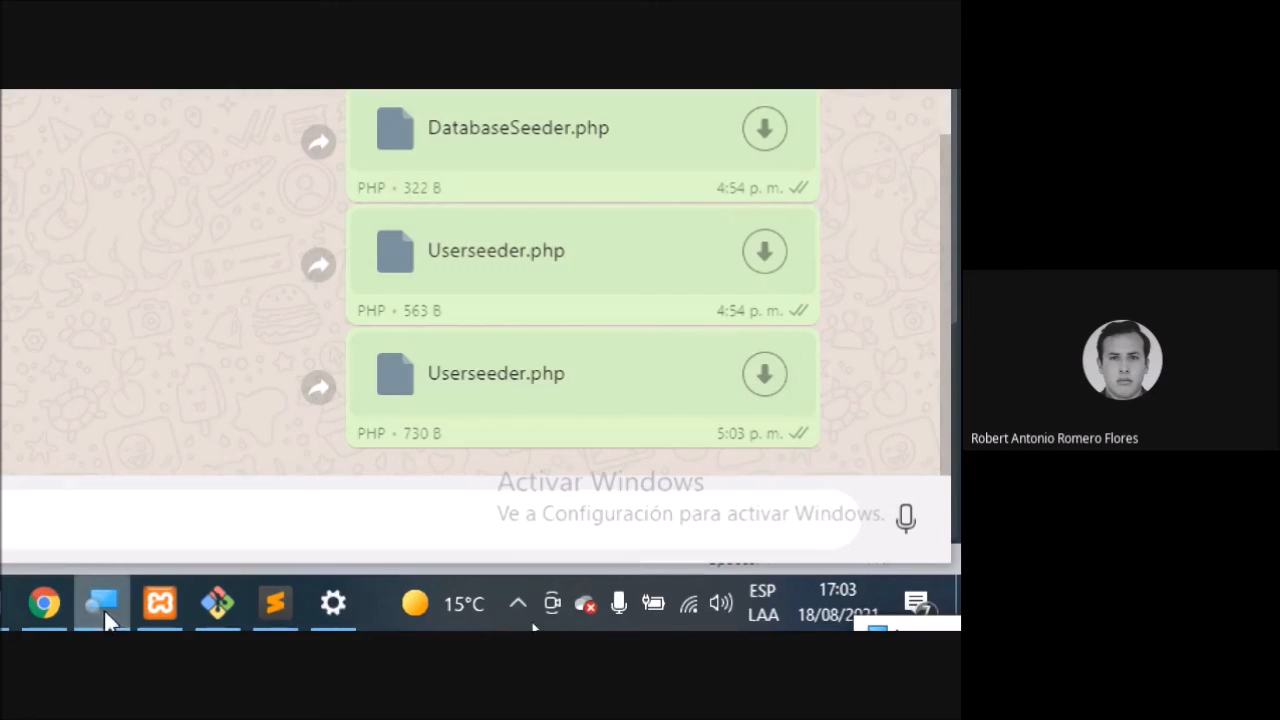 DatabaseSeeder.php
PHP • 322 B 4:54 p. m.
Userseeder.php
PHP • 563 B 4:54 p. m.
Userseeder.php
PHP • 730 B 5:03 p. m.
Robert Antonio Romero Flores
Activar Windows
Ve a Configuración para activar Windows.
15°C
ESP
LAA
17:03
18/08/2021
7